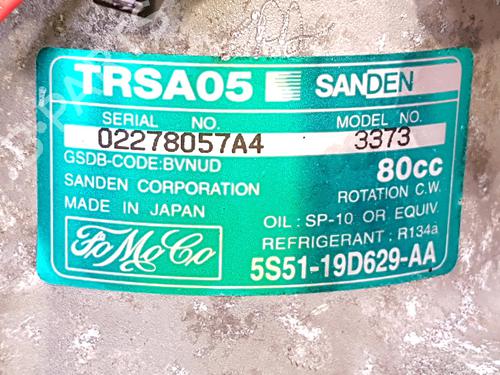 TRSA05 SANDEN
SERIAL NO. MODEL NO.
02278057A4 3373
GSDB-CODE:BVNUD 80cc
SANDEN CORPORATION ROTATION C.W.
MADE IN JAPAN OIL : SP-10 OR EQUIV.
REFRIGERANT : R134a
FoMoCo 5S51-19D629-AA